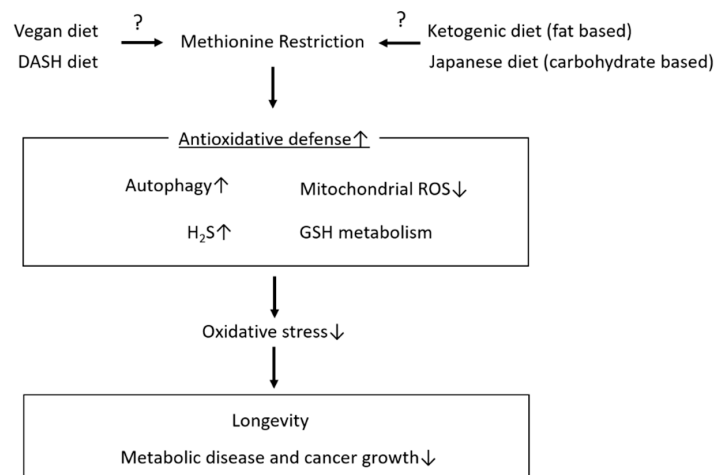 Vegan diet
DASH diet
?
Methionine Restriction
?
Ketogenic diet (fat based)
Japanese diet (carbohydrate based)
Antioxidative defense↑
Autophagy↑
Mitochondrial ROS↓
H₂S↑
GSH metabolism
Oxidative stress↓
Longevity
Metabolic disease and cancer growth↓